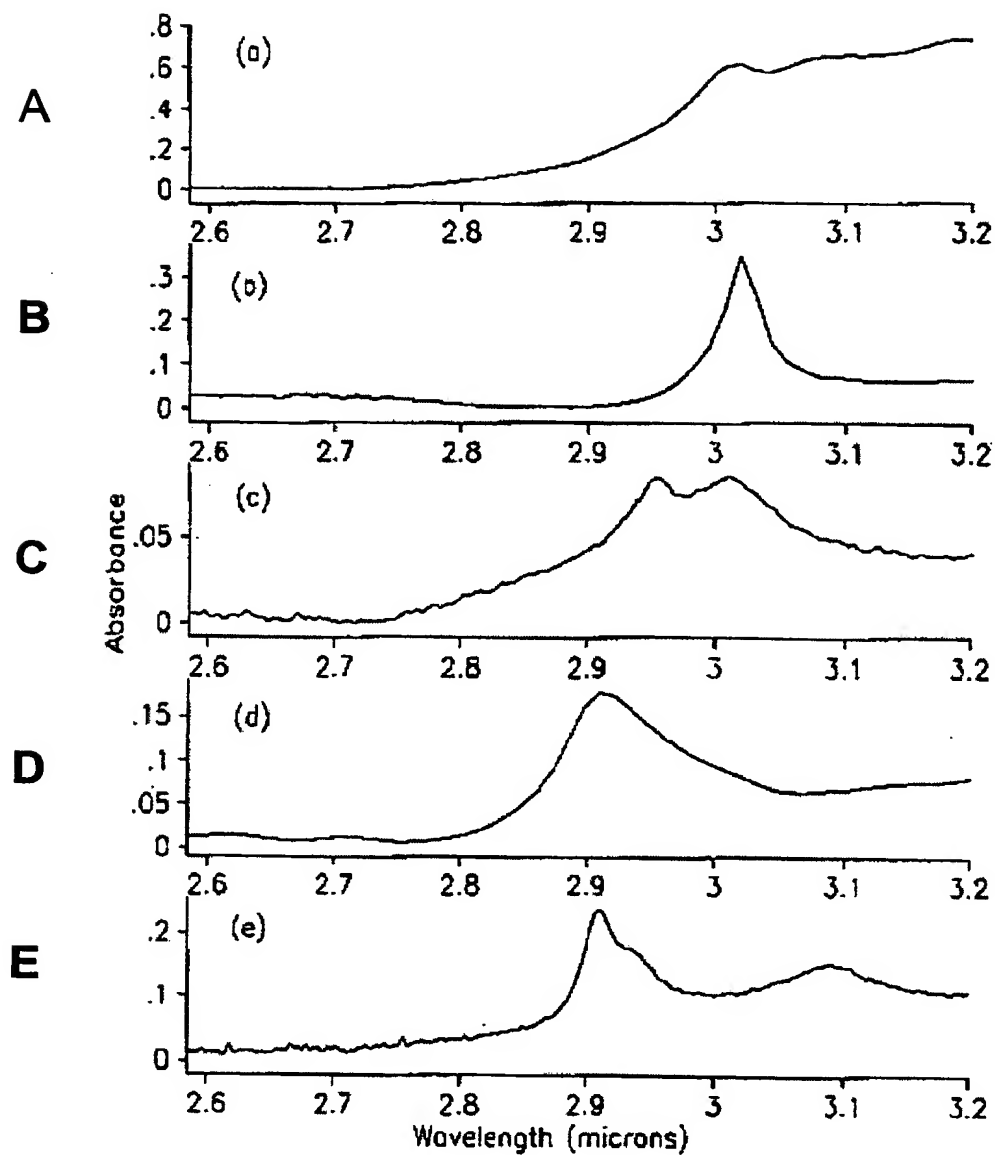 A
(a)
.8
.6
.4
.2
0
2.6 2.7 2.8 2.9 3 3.1 3.2
B
(b)
.3
.2
.1
0
2.6 2.7 2.8 2.9 3 3.1 3.2
C
(c)
.05
0
2.6 2.7 2.8 2.9 3 3.1 3.2
Absorbance
D
(d)
.15
.1
.05
0
2.6 2.7 2.8 2.9 3 3.1 3.2
E
(e)
.2
.1
0
2.6 2.7 2.8 2.9 3 3.1 3.2
Wavelength (microns)